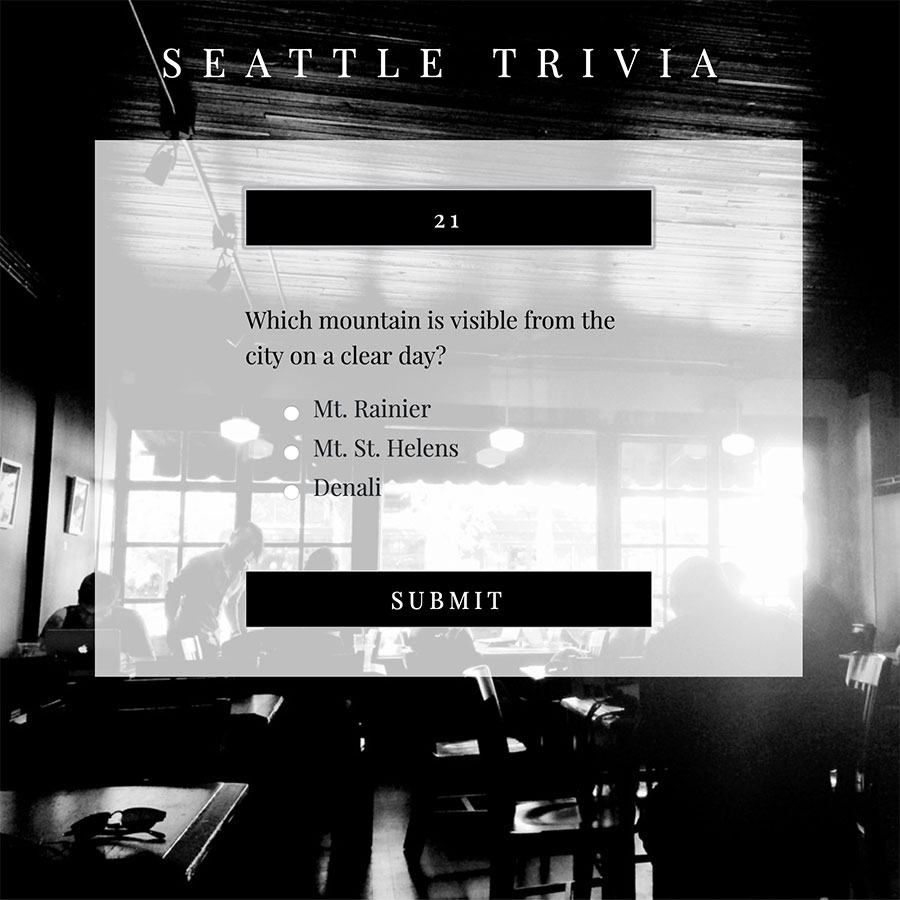 SEATTLE TRIVIA
21
Which mountain is visible from the
city on a clear day?
Mt. Rainier
Mt. St. Helens
Denali
SUBMIT